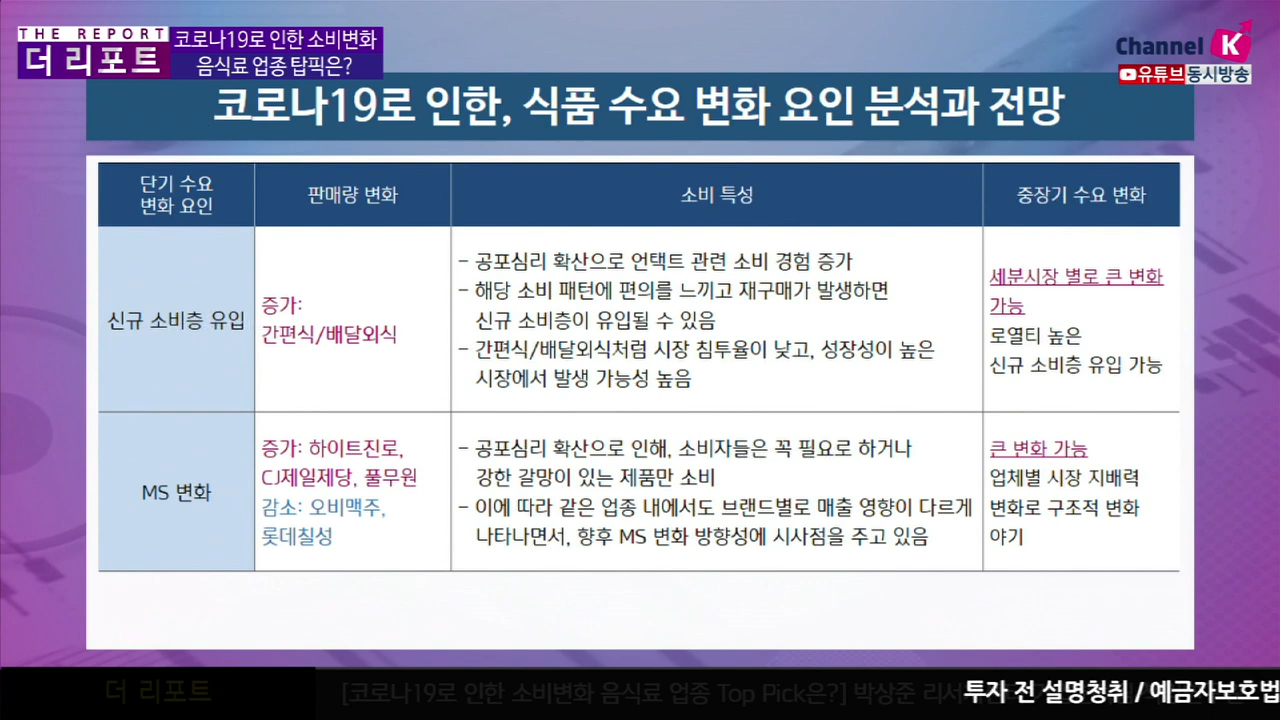 THE REPORT
더 리포트
코로나19로 인한 소비변화
음식료 업종 탑픽은?
Channel K
유튜브동시방송
코로나19로 인한, 식품 수요 변화 요인 분석과 전망
단기 수요
변화 요인
판매량 변화
소비 특성
중장기 수요 변화
신규 소비층 유입
증가:
간편식/배달외식
- 공포심리 확산으로 언택트 관련 소비 경험 증가
- 해당 소비 패턴에 편의를 느끼고 재구매가 발생하면
신규 소비층이 유입될 수 있음
- 간편식/배달외식처럼 시장 침투율이 낮고, 성장성이 높은
시장에서 발생 가능성 높음
세분시장 별로 큰 변화
가능
로열티 높은
신규 소비층 유입 가능
MS 변화
증가: 하이트진로,
CJ제일제당, 풀무원
감소: 오비맥주,
롯데칠성
- 공포심리 확산으로 인해, 소비자들은 꼭 필요로 하거나
강한 갈망이 있는 제품만 소비
- 이에 따라 같은 업종 내에서도 브랜드별로 매출 영향이 다르게
나타나면서, 향후 MS 변화 방향성에 시사점을 주고 있음
큰 변화 가능
업체별 시장 지배력
변화로 구조적 변화
야기
더 리포트
[코로나19로 인한 소비변화 음식료 업종 Top Pick은?] 박상준 리서
투자 전 설명청취 / 예금자보호법